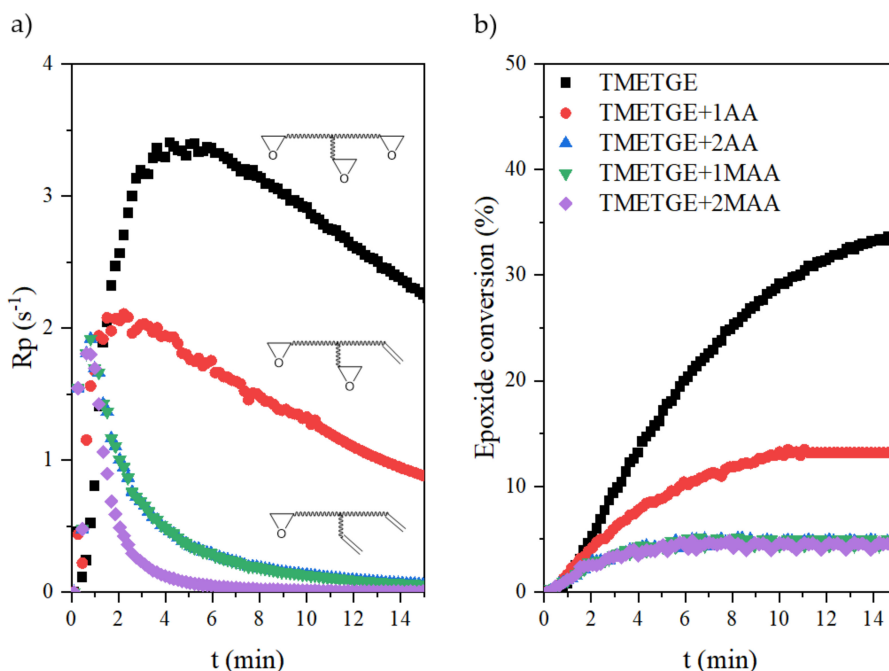 a)
4
3
2
1
0
Rp (s⁻¹)
0 2 4 6 8 10 12 14
t (min)
O O
O
O
O
O
b)
50
40
30
20
10
0
Epoxide conversion (%)
TMETGE
TMETGE+1AA
TMETGE+2AA
TMETGE+1MAA
TMETGE+2MAA
0 2 4 6 8 10 12 14
t (min)